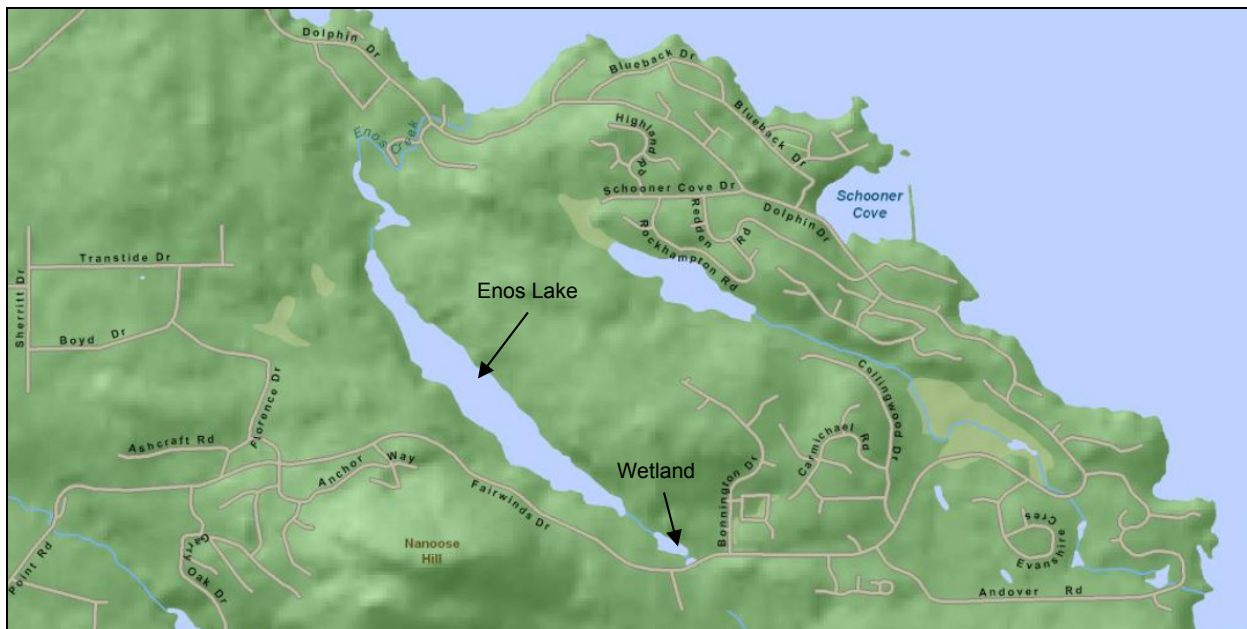 Dolphin Dr
Blueback Dr
Blueback Dr
Enos Creek
Highland Rd
Schooner Cove Dr
Schooner
Cove
Redden Rd
Dolphin Dr
Rockhampton Rd
Transtide Dr
Sherritt Dr
Boyd Dr
Enos Lake
Florence Dr
Collingwood Dr
Ashcraft Rd
Carmichael Rd
Anchor Way
Wetland
Fairwinds Dr
Bonnington Dr
Nanoose
Hill
Point Rd
Garry Oak Dr
Evanshire Cres
Andover Rd